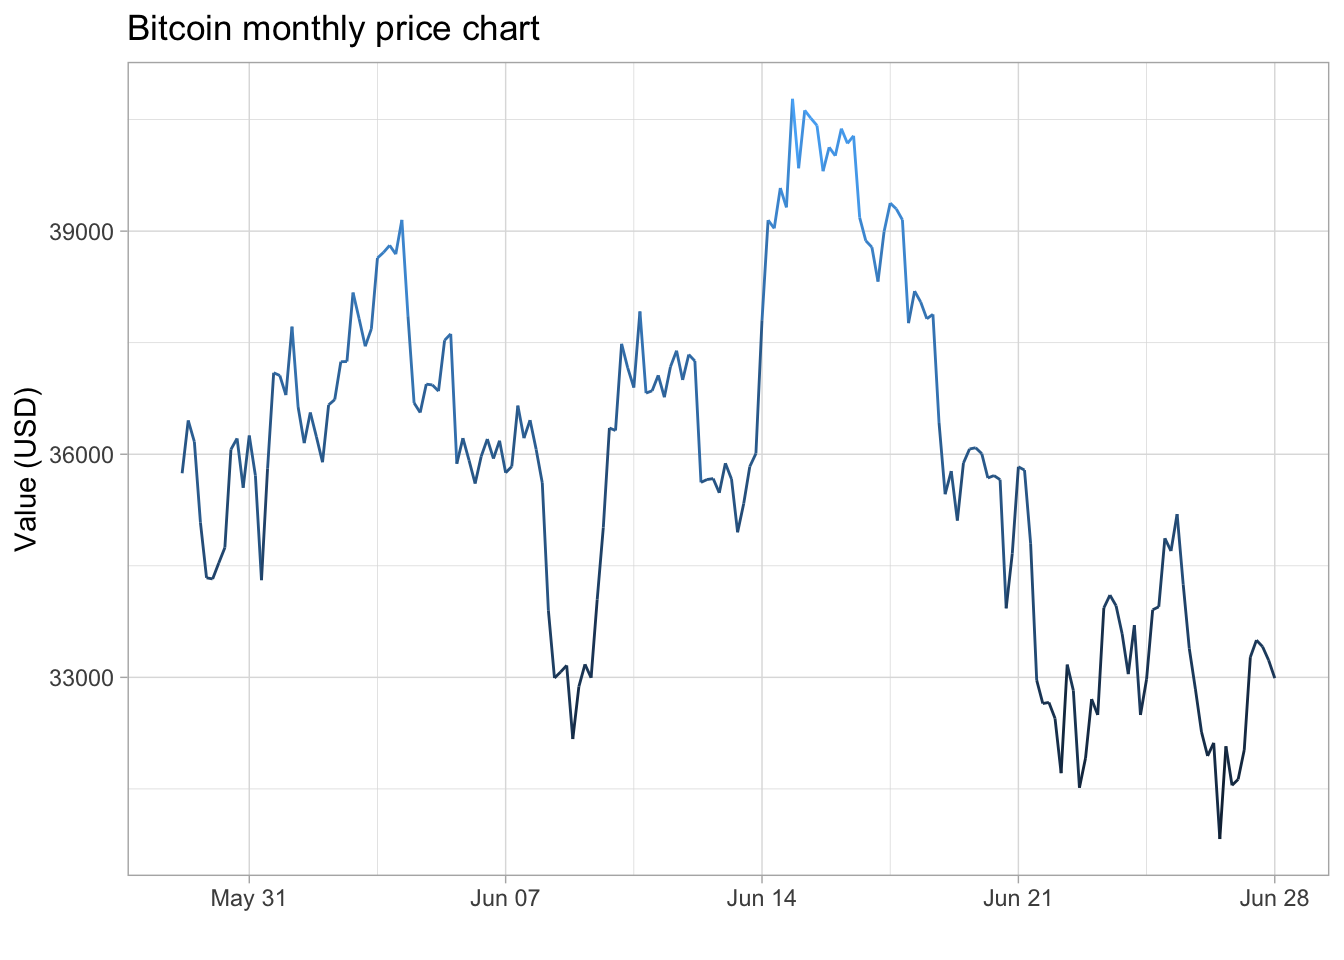 Bitcoin monthly price chart
Value (USD)
39000
36000
33000
May 31
Jun 07
Jun 14
Jun 21
Jun 28